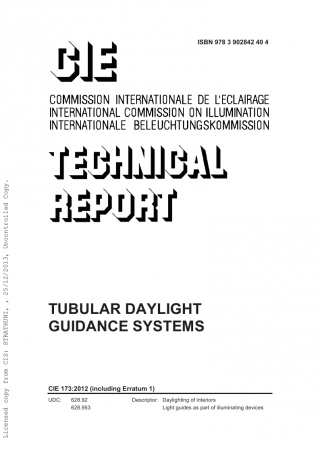 ISBN 978 3 902842 40 4
CIE
COMMISSION INTERNATIONALE DE L'ECLAIRAGE
INTERNATIONAL COMMISSION ON ILLUMINATION
INTERNATIONALE BELEUCHTUNGSKOMMISSION
TECHNICAL
REPORT
TUBULAR DAYLIGHT
GUIDANCE SYSTEMS
CIE 173:2012 (including Erratum 1)
UDC: 628.92 Descriptor: Daylighting of interiors
628.953 Light guides as part of illuminating devices
Licensed copy from CIS: STRATHUNI, , 25/12/2013, Uncontrolled Copy.